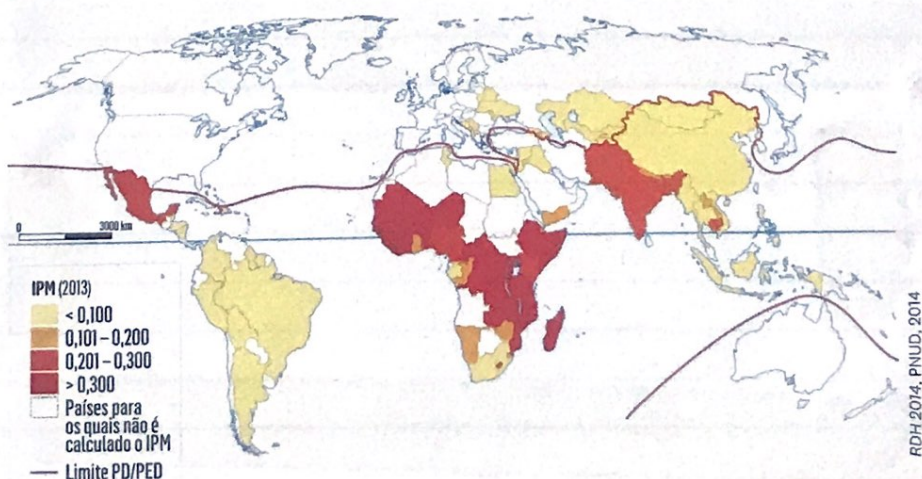 0
3000 km
IPM (2013)
< 0,100
0,101 – 0,200
0,201 – 0,300
> 0,300
Países para
os quais não é
calculado o IPM
Limite PD/PED
RDH 2014, PNUD, 2014